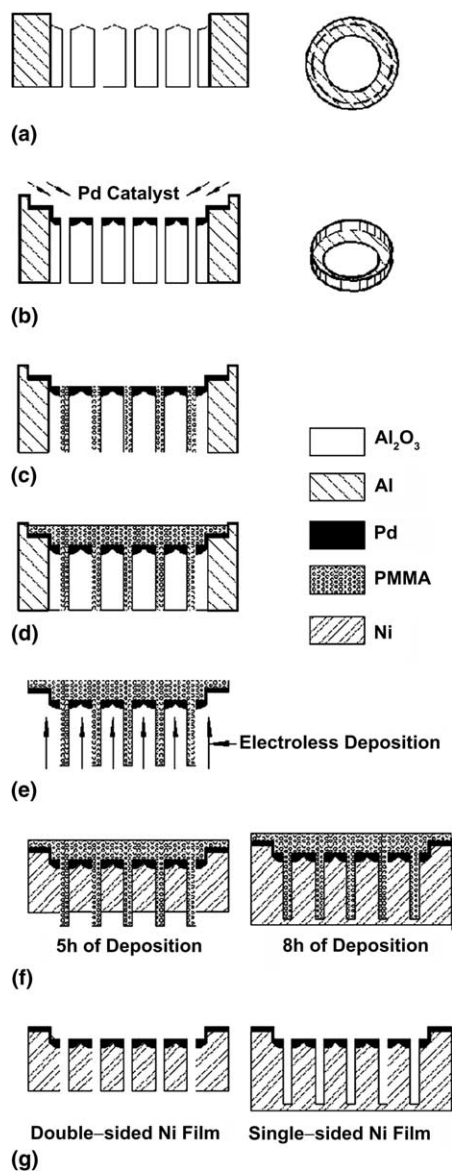 (a)
Pd Catalyst
(b)
(c)
Al₂O₃
Al
Pd
PMMA
Ni
(d)
Electroless Deposition
(e)
5h of Deposition
8h of Deposition
(f)
Double–sided Ni Film
Single–sided Ni Film
(g)